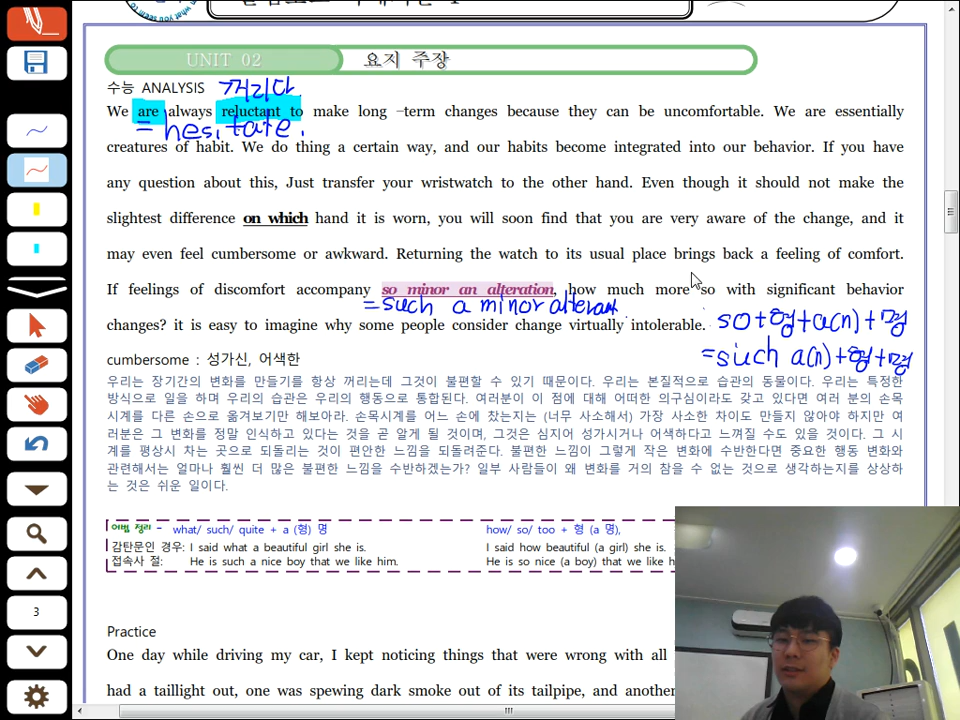 what you seem to
UNIT 02
요지 주장
수능 ANALYSIS 꺼리다
We are always reluctant to make long –term changes because they can be uncomfortable. We are essentially
= hesitate.
creatures of habit. We do thing a certain way, and our habits become integrated into our behavior. If you have
any question about this, Just transfer your wristwatch to the other hand. Even though it should not make the
slightest difference on which hand it is worn, you will soon find that you are very aware of the change, and it
may even feel cumbersome or awkward. Returning the watch to its usual place brings back a feeling of comfort.
If feelings of discomfort accompany so minor an alteration, how much more so with significant behavior
= such a minor
changes? it is easy to imagine why some people consider change virtually intolerable.
so+형+a(n)+명
= such a(n)+형+명
cumbersome : 성가신, 어색한
우리는 장기간의 변화를 만들기를 항상 꺼리는데 그것이 불편할 수 있기 때문이다. 우리는 본질적으로 습관의 동물이다. 우리는 특정한
방식으로 일을 하며 우리의 습관은 우리의 행동으로 통합된다. 여러분이 이 점에 대해 어떠한 의구심이라도 갖고 있다면 여러 분의 손목
시계를 다른 손으로 옮겨보기만 해보아라. 손목시계를 어느 손에 찼는지는 (너무 사소해서) 가장 사소한 차이도 만들지 않아야 하지만 여
러분은 그 변화를 정말 인식하고 있다는 것을 곧 알게 될 것이며, 그것은 심지어 성가시거나 어색하다고 느껴질 수도 있을 것이다. 그 시
계를 평상시 차는 곳으로 되돌리는 것이 편안한 느낌을 되돌려준다. 불편한 느낌이 그렇게 작은 변화에 수반한다면 중요한 행동 변화와
관련해서는 얼마나 훨씬 더 많은 불편한 느낌을 수반하겠는가? 일부 사람들이 왜 변화를 거의 참을 수 없는 것으로 생각하는지를 상상하
는 것은 쉬운 일이다.
어법 정리 – what/ such/ quite + a (형) 명 how/ so/ too + 형 (a 명),
감탄문인 경우: I said what a beautiful girl she is. I said how beautiful (a girl) she is.
접속사 절: He is such a nice boy that we like him. He is so nice (a boy) that we like h
Practice
One day while driving my car, I kept noticing things that were wrong with all
had a taillight out, one was spewing dark smoke out of its tailpipe, and another
3